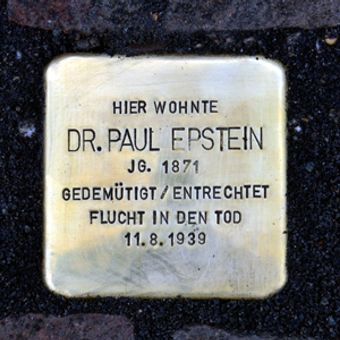 HIER WOHNTE
DR. PAUL EPSTEIN
JG. 1871
GEDEMÜTIGT / ENTRECHTET
FLUCHT IN DEN TOD
11.8.1939